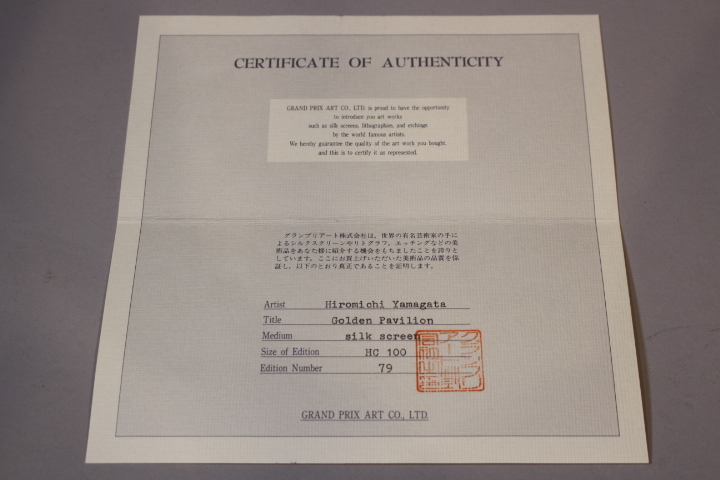 CERTIFICATE OF AUTHENTICITY
GRAND PRIX ART CO., LTD. is proud to have the opportunity
to introduce you art works
such as silk screens, lithographies, and etchings
by the world famous artists.
We hereby guarantee the quality of the art work you bought,
and this is to certify it as represented.
グランプリアート株式会社は、世界の有名芸術家の手に
よるシルクスクリーンやリトグラフ、エッチングなどの美
術品をあなた様に紹介する機会をもちましたことを誇りと
しています。ここにお買上げいただいた美術品の品質を保
証し、以下のとおり真正であることを証明します。
Artist Hiromichi Yamagata
Title Golden Pavilion
Medium silk screen
Size of Edition HC 100
Edition Number 79
GRAND PRIX ART CO., LTD.